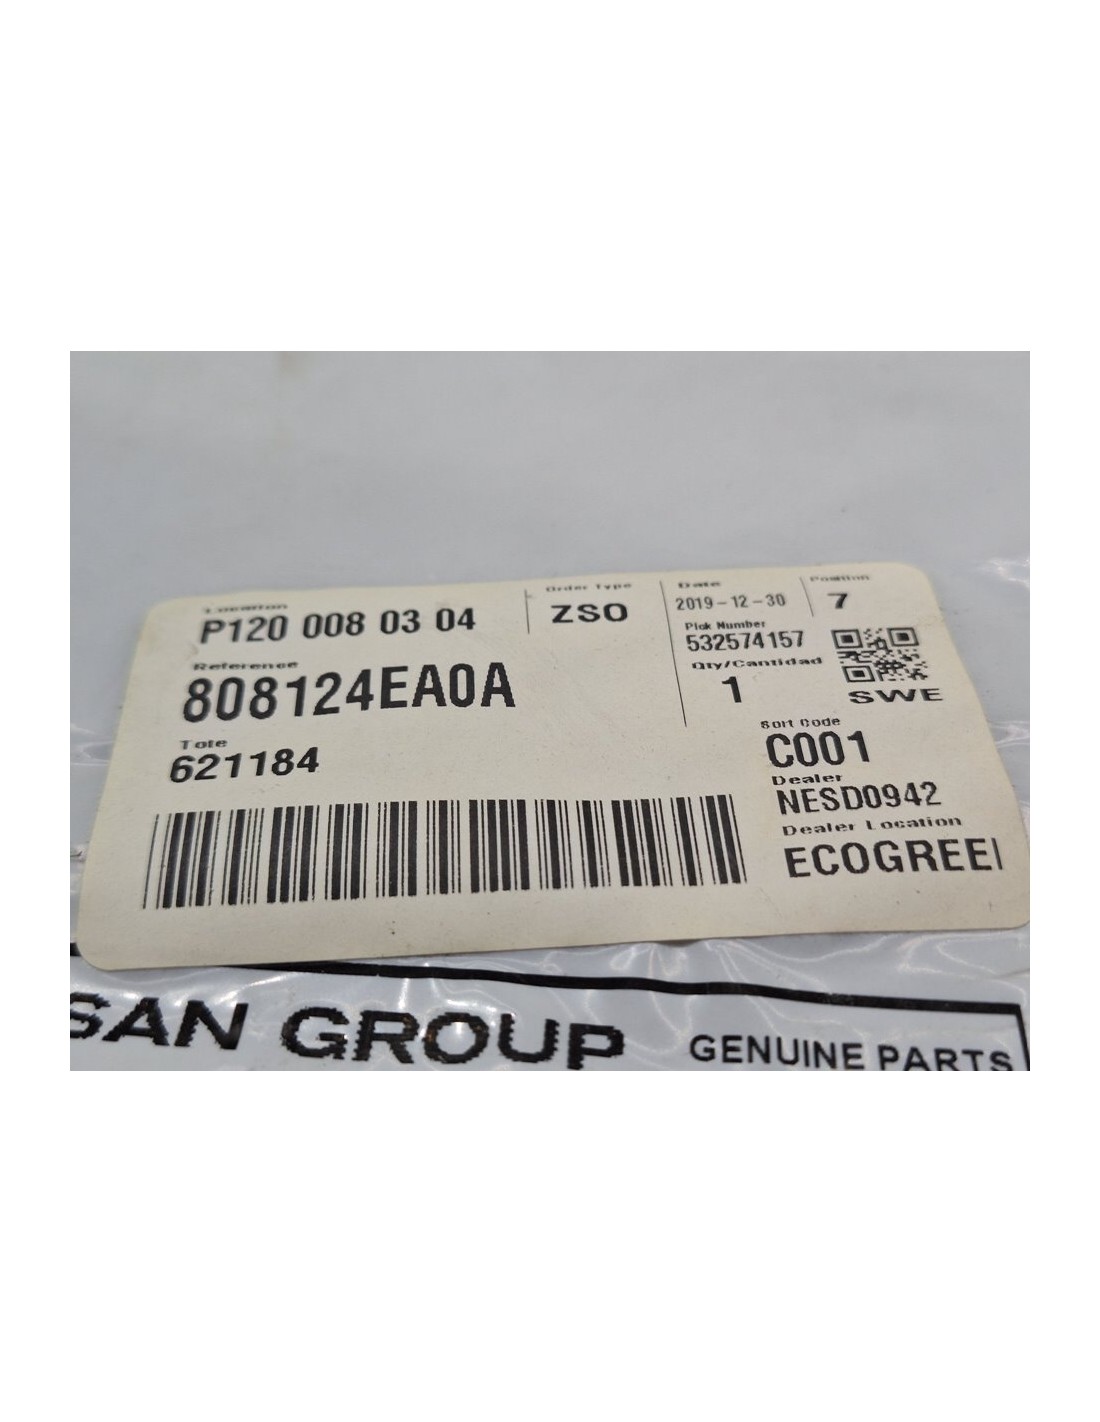 Location
P120 008 03 04
Order Type
ZSO
Date
2019-12-30
Position
7
Reference
808124EA0A
Pick Number
532574157
Qty/Cantidad
1
SWE
Tote
621184
Sort Code
C001
Dealer
NESD0942
Dealer Location
ECOGREE
SAN GROUP
GENUINE PARTS